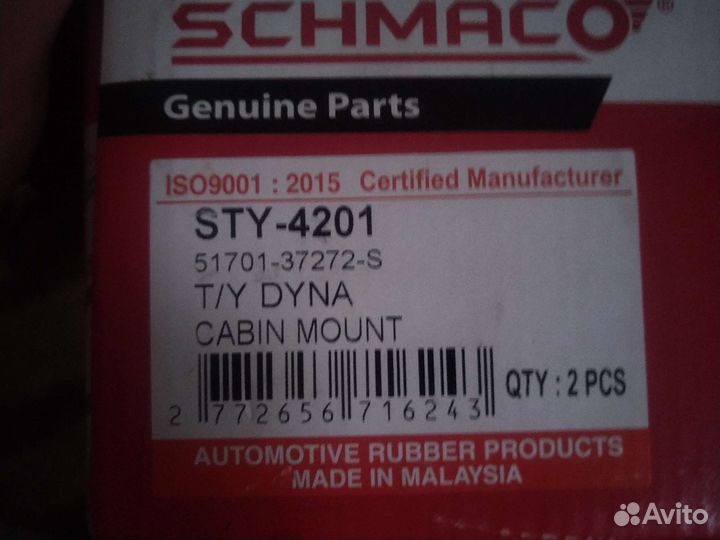 SCHMACO®
Genuine Parts
ISO9001 : 2015 Certified Manufacturer
STY-4201
51701-37272-S
T/Y DYNA
CABIN MOUNT
QTY : 2 PCS
2 772656 716243
AUTOMOTIVE RUBBER PRODUCTS
MADE IN MALAYSIA
Avito